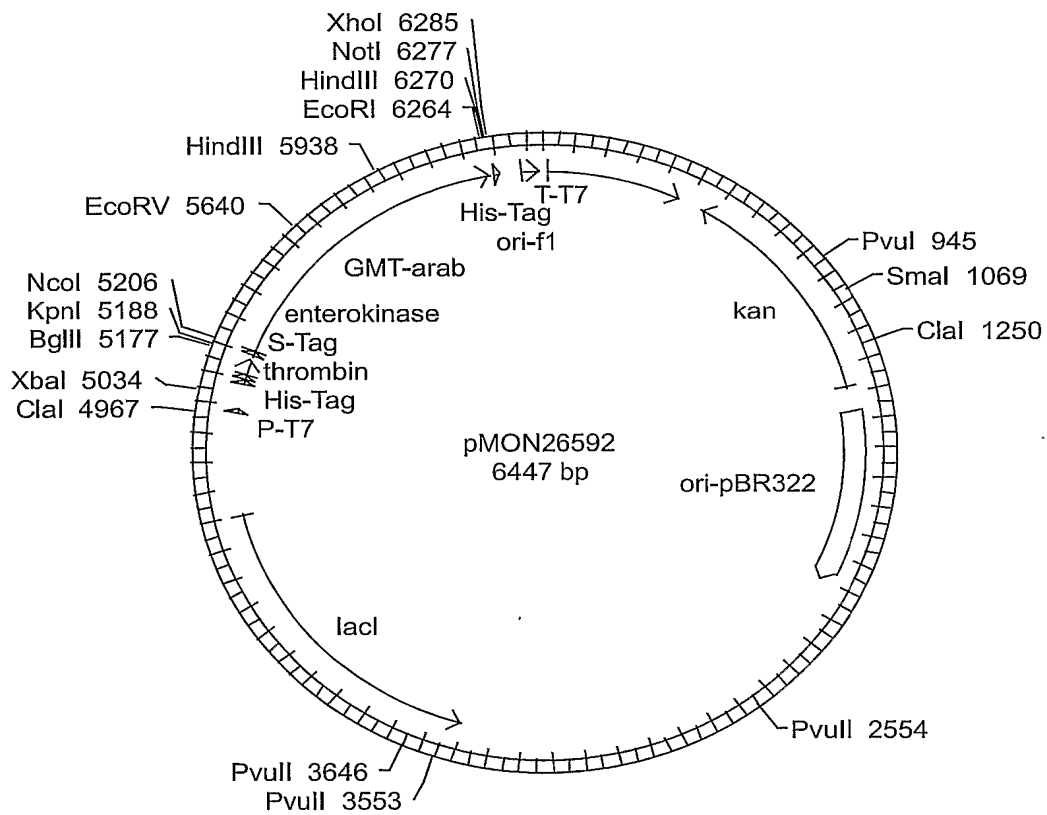 XhoI 6285
NotI 6277
HindIII 6270
EcoRI 6264
HindIII 5938
EcoRV 5640
NcoI 5206
KpnI 5188
BglII 5177
XbaI 5034
ClaI 4967
T-T7
His-Tag
ori-f1
GMT-arab
enterokinase
S-Tag
thrombin
His-Tag
P-T7
kan
PvuI 945
SmaI 1069
ClaI 1250
pMON26592
6447 bp
ori-pBR322
lacI
PvuII 2554
PvuII 3646
PvuII 3553